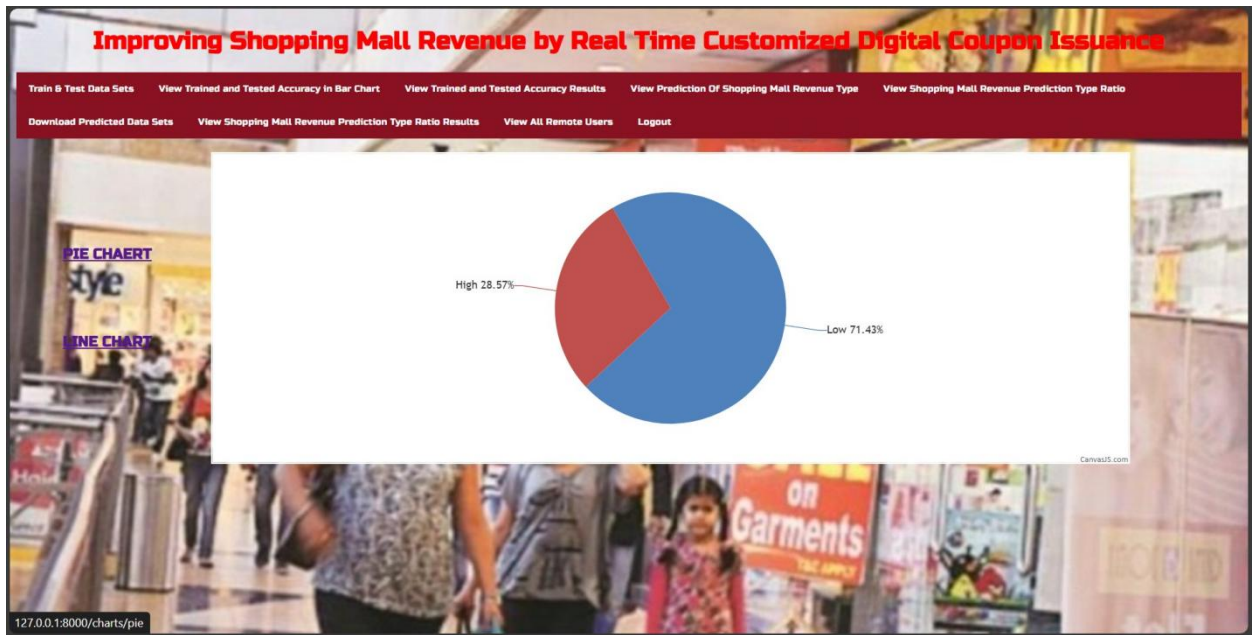 Improving Shopping Mall Revenue by Real Time Customized Digital Coupon Issuance
Train & Test Data Sets View Trained and Tested Accuracy in Bar Chart View Trained and Tested Accuracy Results View Prediction Of Shopping Mall Revenue Type View Shopping Mall Revenue Prediction Type Ratio
Download Predicted Data Sets View Shopping Mall Revenue Prediction Type Ratio Results View All Remote Users Logout
PIE CHAERT
style
LINE CHART
High 28.57%
Low 71.43%
CanvasJS.com
on
Garments
T&C APPLY
127.0.0.1:8000/charts/pie